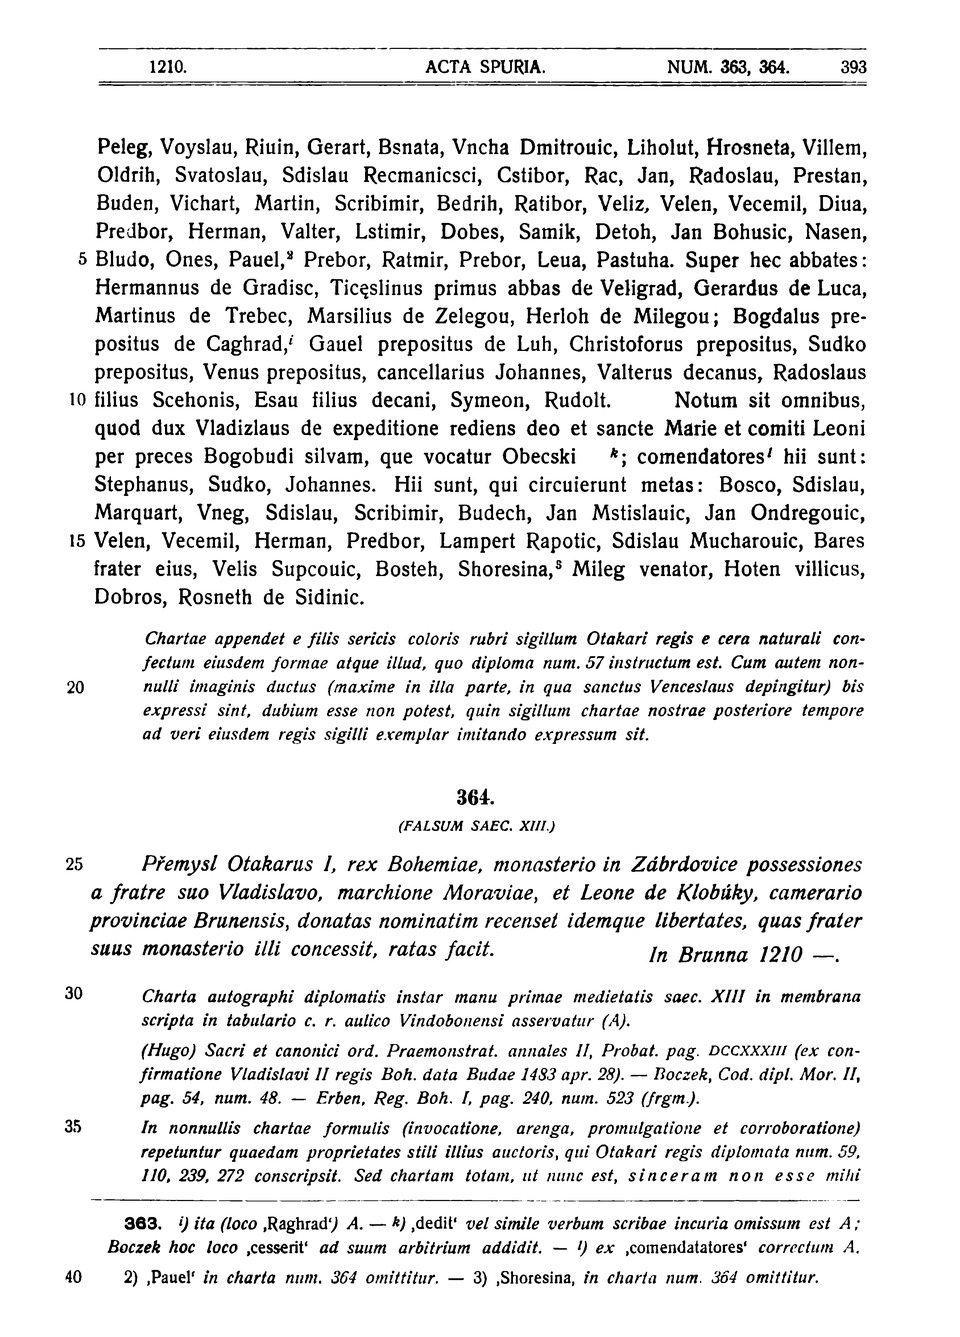 1210. ACTA SPURIA. NUM. 363, 364. 393
Peleg, Voyslau, Riuin, Gerart, Bsnata, Vncha Dmitrouic, Liholut, Hrosneta, Villem,
Oldrih, Svatoslau, Sdislau Recmanicsci, Cstibor, Rac, Jan, Radoslau, Prestan,
Buden, Vichart, Martin, Scribimir, Bedrih, Ratibor, Veliz, Velen, Vecemil, Diua,
Predbor, Herman, Valter, Lstimir, Dobes, Samik, Detoh, Jan Bohusic, Nasen,
5 Bludo, Ones, Pauel,² Prebor, Ratmir, Prebor, Leua, Pastuha. Super hec abbates:
Hermannus de Gradisc, Ticęslinus primus abbas de Veligrad, Gerardus de Luca,
Martinus de Trebec, Marsilius de Zelegou, Herloh de Milegou; Bogdalus pre-
positus de Caghrad,ⁱ Gauel prepositus de Luh, Christoforus prepositus, Sudko
prepositus, Venus prepositus, cancellarius Johannes, Valterus decanus, Radoslaus
10 filius Scehonis, Esau filius decani, Symeon, Rudolt. Notum sit omnibus,
quod dux Vladizlaus de expeditione rediens deo et sancte Marie et comiti Leoni
per preces Bogobudi silvam, que vocatur Obecski ᵏ; comendatoresˡ hii sunt:
Stephanus, Sudko, Johannes. Hii sunt, qui circuierunt metas: Bosco, Sdislau,
Marquart, Vneg, Sdislau, Scribimir, Budech, Jan Mstislauic, Jan Ondregouic,
15 Velen, Vecemil, Herman, Predbor, Lampert Rapotic, Sdislau Mucharouic, Bares
frater eius, Velis Supcouic, Bosteh, Shoresina,³ Mileg venator, Hoten villicus,
Dobros, Rosneth de Sidinic.
Chartae appendet e filis sericis coloris rubri sigillum Otakari regis e cera naturali con-
fectum eiusdem formae atque illud, quo diploma num. 57 instructum est. Cum autem non-
20 nulli imaginis ductus (maxime in illa parte, in qua sanctus Venceslaus depingitur) bis
expressi sint, dubium esse non potest, quin sigillum chartae nostrae posteriore tempore
ad veri eiusdem regis sigilli exemplar imitando expressum sit.
364.
(FALSUM SAEC. XIII.)
25 Přemysl Otakarus I, rex Bohemiae, monasterio in Zábrdovice possessiones
a fratre suo Vladislavo, marchione Moraviae, et Leone de Klobúky, camerario
provinciae Brunensis, donatas nominatim recenset idemque libertates, quas frater
suus monasterio illi concessit, ratas facit. In Brunna 1210 —.
30 Charta autographi diplomatis instar manu primae medietatis saec. XIII in membrana
scripta in tabulario c. r. aulico Vindobonensi asservatur (A).
(Hugo) Sacri et canonici ord. Praemonstrat. annales II, Probat. pag. DCCXXXIII (ex con-
firmatione Vladislavi II regis Boh. data Budae 1483 apr. 28). — Boczek, Cod. dipl. Mor. II,
pag. 54, num. 48. — Erben, Reg. Boh. I, pag. 240, num. 523 (frgm.).
35 In nonnullis chartae formulis (invocatione, arenga, promulgatione et corroboratione)
repetuntur quaedam proprietates stili illius auctoris, qui Otakari regis diplomata num. 59,
110, 239, 272 conscripsit. Sed chartam totam, ut nunc est, sinceram non esse mihi
363. i) ita (loco ‚Raghrad‘) A. — k) ‚dedit‘ vel simile verbum scribae incuria omissum est A;
Boczek hoc loco ‚cesserit‘ ad suum arbitrium addidit. — l) ex ‚comendatatores‘ correctum A.
40 2) ‚Pauel‘ in charta num. 364 omittitur. — 3) ‚Shoresina, in charta num. 364 omittitur.